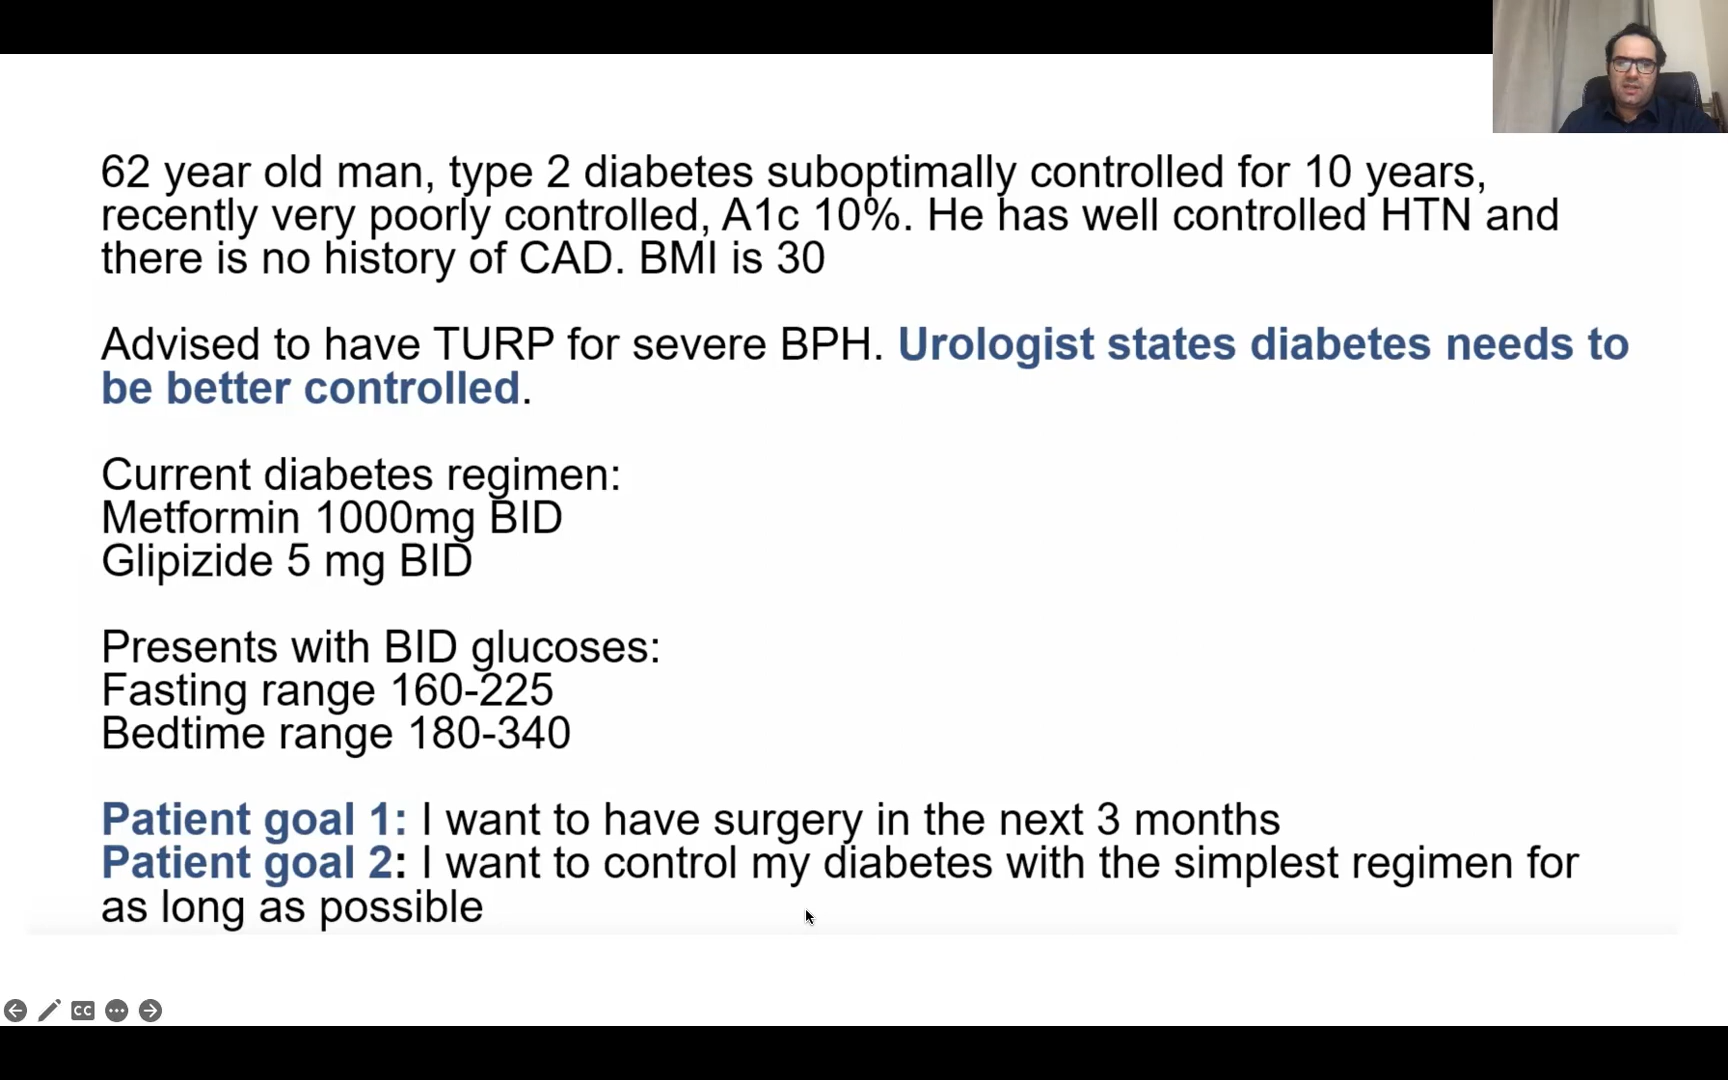 62 year old man, type 2 diabetes suboptimally controlled for 10 years,
recently very poorly controlled, A1c 10%. He has well controlled HTN and
there is no history of CAD. BMI is 30
Advised to have TURP for severe BPH. Urologist states diabetes needs to
be better controlled.
Current diabetes regimen:
Metformin 1000mg BID
Glipizide 5 mg BID
Presents with BID glucoses:
Fasting range 160-225
Bedtime range 180-340
Patient goal 1: I want to have surgery in the next 3 months
Patient goal 2: I want to control my diabetes with the simplest regimen for
as long as possible
CC